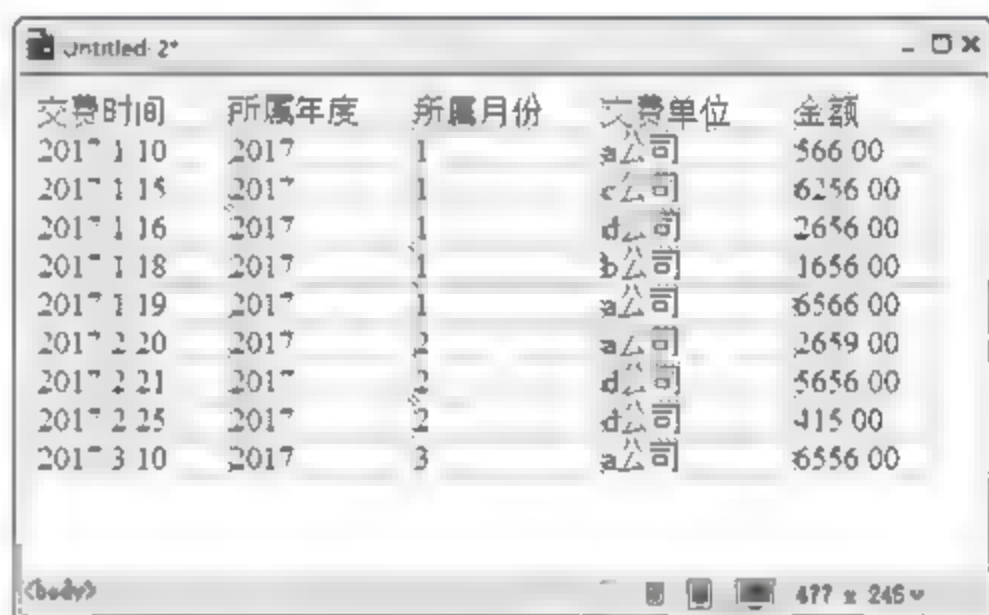 Untitled-2*
交费时间 所属年度 所属月份 交费单位 金额
2017 1 10 2017 1 a公司 566 00
2017 1 15 2017 1 c公司 6256 00
2017 1 16 2017 1 d公司 2656 00
2017 1 18 2017 1 b公司 1656 00
2017 1 19 2017 1 a公司 6566 00
2017 2 20 2017 2 a公司 2659 00
2017 2 21 2017 2 d公司 5656 00
2017 2 25 2017 2 d公司 415 00
2017 3 10 2017 3 a公司 6556 00
<body> 477 x 246